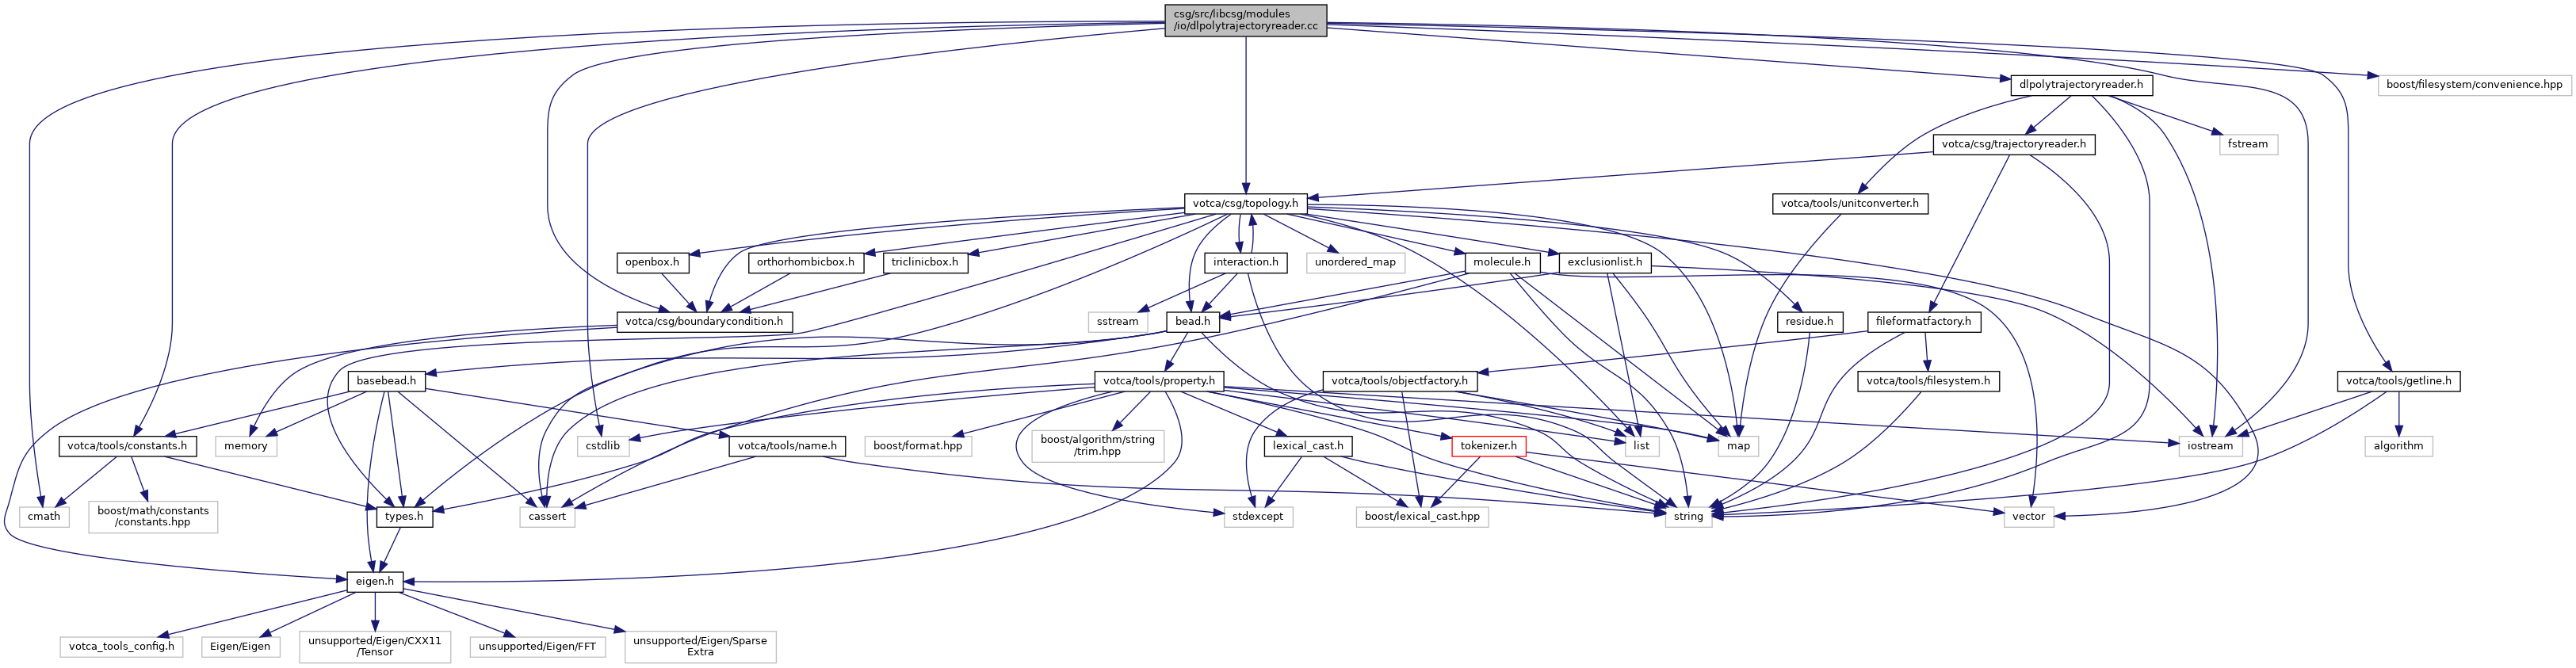 csg/src/libcsg/modules
/io/dlpolytrajectoryreader.cc
dlpolytrajectoryreader.h
boost/filesystem/convenience.hpp
votca/csg/trajectoryreader.h
fstream
votca/csg/topology.h
votca/tools/unitconverter.h
openbox.h
orthorhombicbox.h
triclinicbox.h
interaction.h
unordered_map
molecule.h
exclusionlist.h
votca/csg/boundarycondition.h
sstream
bead.h
residue.h
fileformatfactory.h
basebead.h
votca/tools/property.h
votca/tools/objectfactory.h
votca/tools/filesystem.h
votca/tools/getline.h
votca/tools/constants.h
memory
cstdlib
votca/tools/name.h
boost/format.hpp
boost/algorithm/string
/trim.hpp
lexical_cast.h
tokenizer.h
list
map
iostream
algorithm
cmath
boost/math/constants
/constants.hpp
types.h
cassert
stdexcept
boost/lexical_cast.hpp
string
vector
eigen.h
votca_tools_config.h
Eigen/Eigen
unsupported/Eigen/CXX11
/Tensor
unsupported/Eigen/FFT
unsupported/Eigen/Sparse
Extra